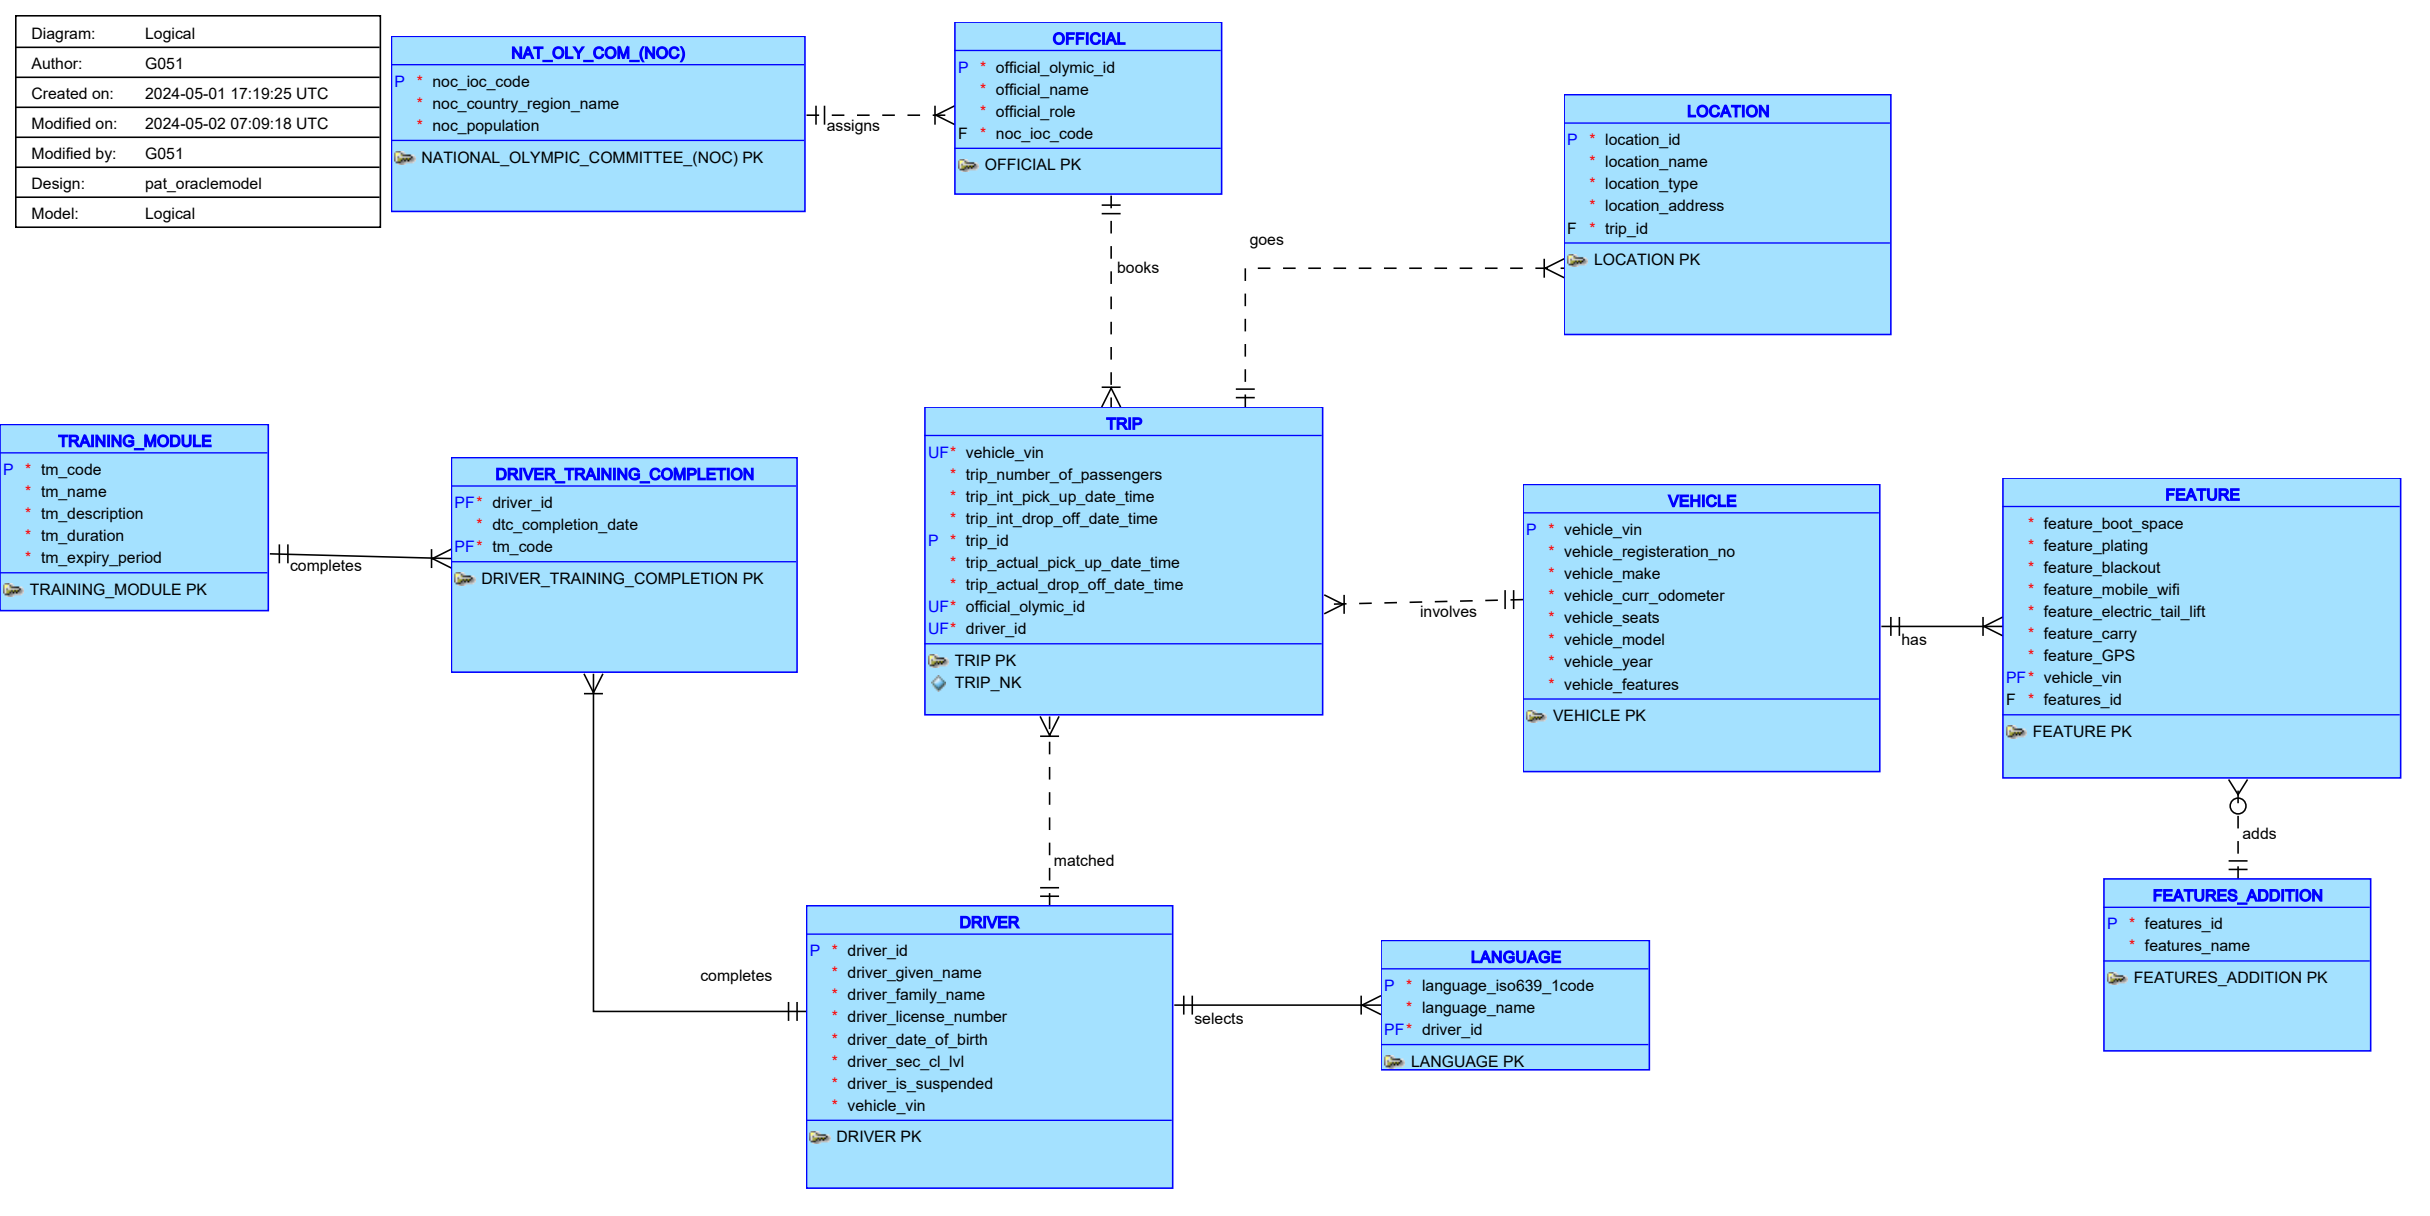 Diagram: Logical
Author: G051
Created on: 2024-05-01 17:19:25 UTC
Modified on: 2024-05-02 07:09:18 UTC
Modified by: G051
Design: pat_oraclemodel
Model: Logical
NAT_OLY_COM_(NOC)
P * noc_ioc_code
* noc_country_region_name
* noc_population
NATIONAL_OLYMPIC_COMMITTEE_(NOC) PK
assigns
OFFICIAL
P * official_olymic_id
* official_name
* official_role
F * noc_ioc_code
OFFICIAL PK
books
goes
LOCATION
P * location_id
* location_name
* location_type
* location_address
F * trip_id
LOCATION PK
TRAINING_MODULE
P * tm_code
* tm_name
* tm_description
* tm_duration
* tm_expiry_period
TRAINING_MODULE PK
completes
DRIVER_TRAINING_COMPLETION
PF * driver_id
* dtc_completion_date
PF * tm_code
DRIVER_TRAINING_COMPLETION PK
completes
TRIP
UF * vehicle_vin
* trip_number_of_passengers
* trip_int_pick_up_date_time
* trip_int_drop_off_date_time
P * trip_id
* trip_actual_pick_up_date_time
* trip_actual_drop_off_date_time
UF * official_olymic_id
UF * driver_id
TRIP PK
TRIP_NK
involves
matched
VEHICLE
P * vehicle_vin
* vehicle_registeration_no
* vehicle_make
* vehicle_curr_odometer
* vehicle_seats
* vehicle_model
* vehicle_year
* vehicle_features
VEHICLE PK
has
FEATURE
* feature_boot_space
* feature_plating
* feature_blackout
* feature_mobile_wifi
* feature_electric_tail_lift
* feature_carry
* feature_GPS
PF * vehicle_vin
F * features_id
FEATURE PK
adds
FEATURES_ADDITION
P * features_id
* features_name
FEATURES_ADDITION PK
DRIVER
P * driver_id
* driver_given_name
* driver_family_name
* driver_license_number
* driver_date_of_birth
* driver_sec_cl_lvl
* driver_is_suspended
* vehicle_vin
DRIVER PK
selects
LANGUAGE
P * language_iso639_1code
* language_name
PF * driver_id
LANGUAGE PK